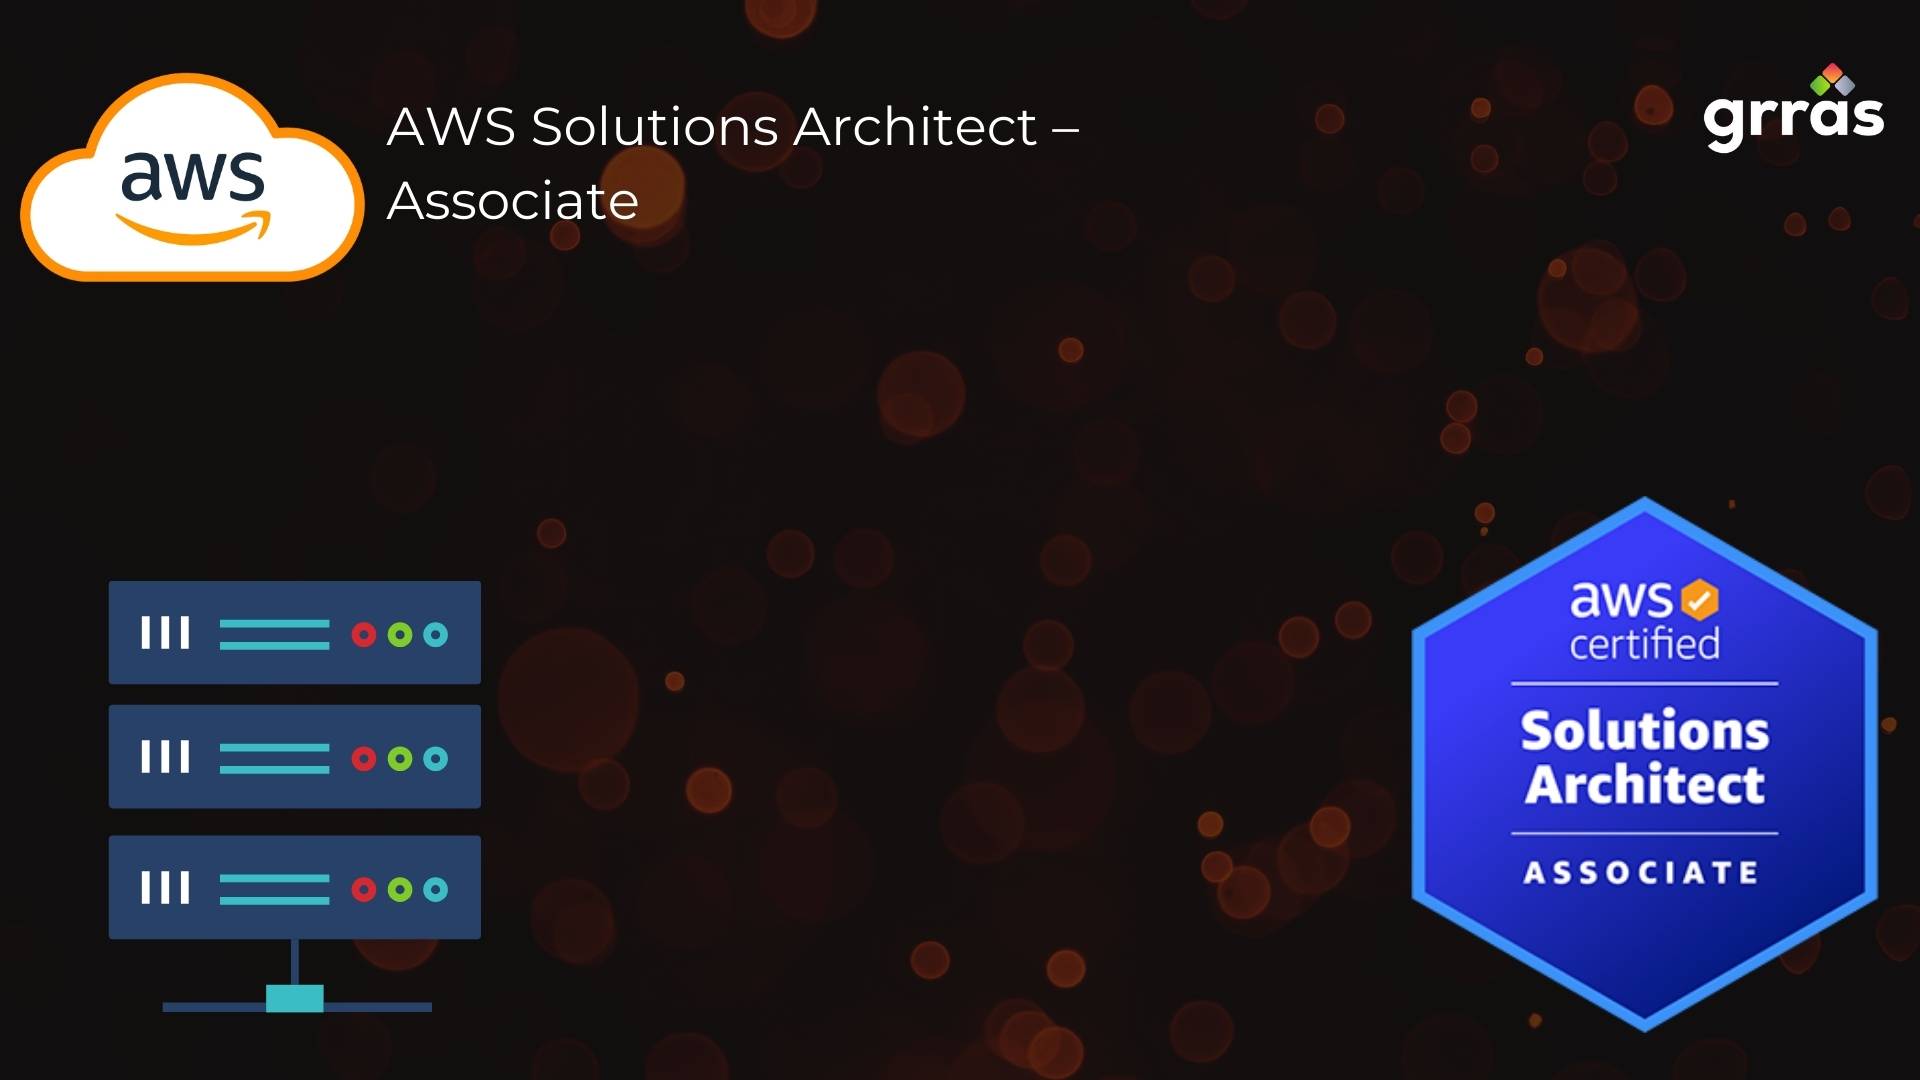 aws
AWS Solutions Architect –
Associate
grras
aws
certified
Solutions
Architect
ASSOCIATE